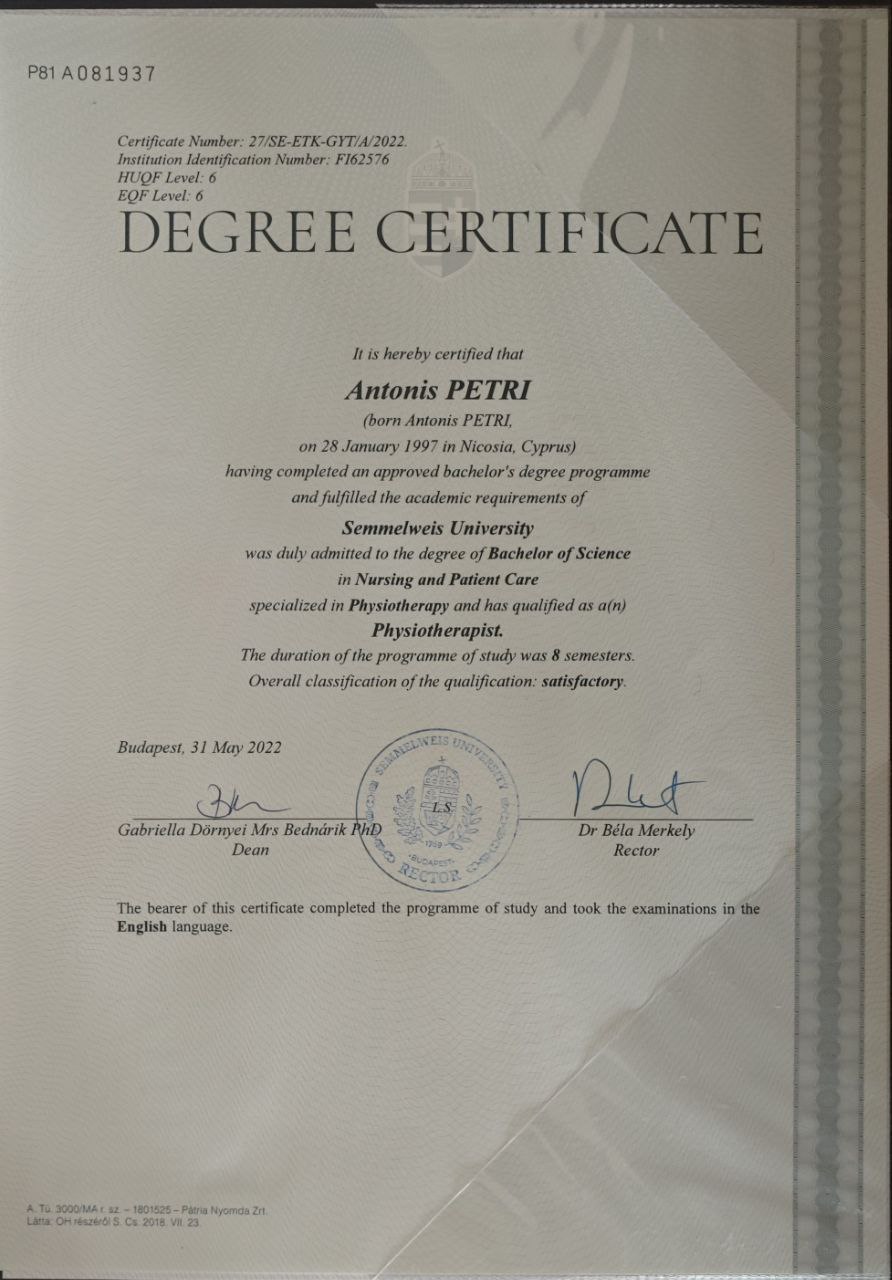 P81 A081937
Certificate Number: 27/SE-ETK-GYT/A/2022.
Institution Identification Number: FI62576
HUQF Level: 6
EQF Level: 6
DEGREE CERTIFICATE
It is hereby certified that
Antonis PETRI
(born Antonis PETRI,
on 28 January 1997 in Nicosia, Cyprus)
having completed an approved bachelor's degree programme
and fulfilled the academic requirements of
Semmelweis University
was duly admitted to the degree of Bachelor of Science
in Nursing and Patient Care
specialized in Physiotherapy and has qualified as a(n)
Physiotherapist.
The duration of the programme of study was 8 semesters.
Overall classification of the qualification: satisfactory.
Budapest, 31 May 2022
SEMMELWEIS UNIVERSITY
L.S.
1769
·BUDAPEST·
RECTOR
Gabriella Dörnyei Mrs Bednárik PhD
Dean
Dr Béla Merkely
Rector
The bearer of this certificate completed the programme of study and took the examinations in the
English language.
A. Tü. 3000/MA r. sz. – 1801525 – Pátria Nyomda Zrt.
Látta: OH részéről S. Cs. 2018. VII. 23.